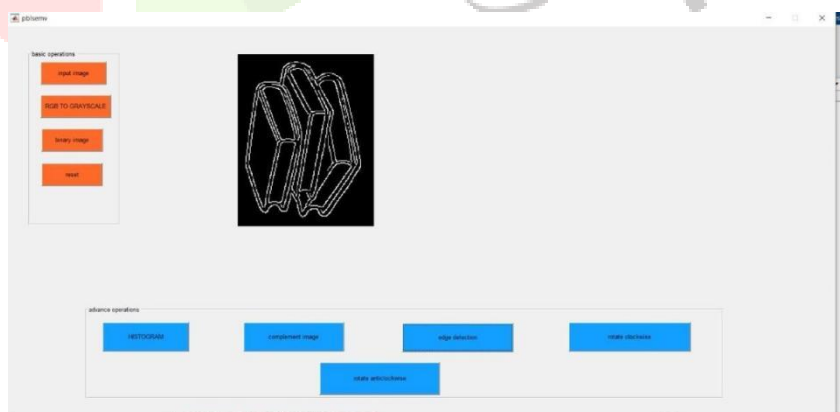 pblsemv
basic operations
input image
RGB TO GRAYSCALE
binary image
reset
advance operations
HISTOGRAM
complement image
edge detection
rotate clockwise
rotate anticlockwise